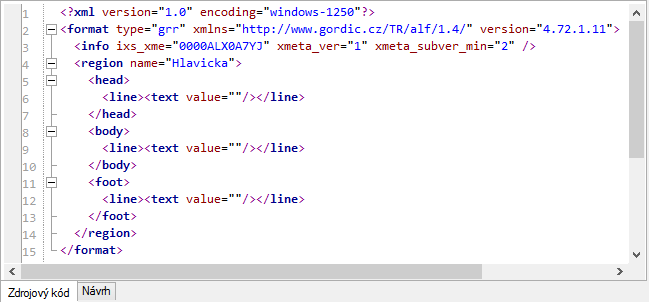 1 <?xml version="1.0" encoding="windows-1250"?>
2 <format type="grr" xmlns="http://www.gordic.cz/TR/alf/1.4/" version="4.72.1.11">
3 <info ixs_xme="0000ALX0A7YJ" xmeta_ver="1" xmeta_subver_min="2" />
4 <region name="Hlavicka">
5 <head>
6 <line><text value=""/></line>
7 </head>
8 <body>
9 <line><text value=""/></line>
10 </body>
11 <foot>
12 <line><text value=""/></line>
13 </foot>
14 </region>
15 </format>
Zdrojový kód Návrh